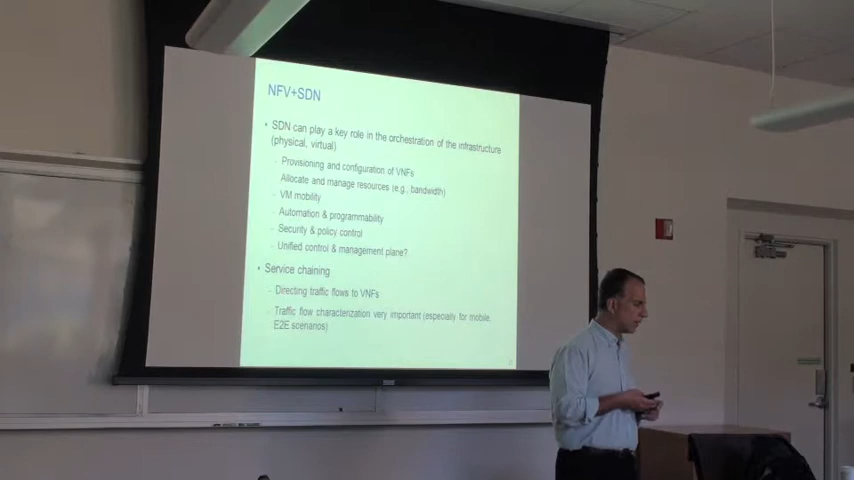 NFV+SDN
• SDN can play a key role in the orchestration of the infrastructure
(physical, virtual)
- Provisioning and configuration of VNFs
- Allocate and manage resources (e.g., bandwidth)
- VM mobility
- Automation & programmability
- Security & policy control
- Unified control & management plane?
• Service chaining
- Directing traffic flows to VNFs
- Traffic flow characterization very important (especially for mobile,
E2E scenarios)